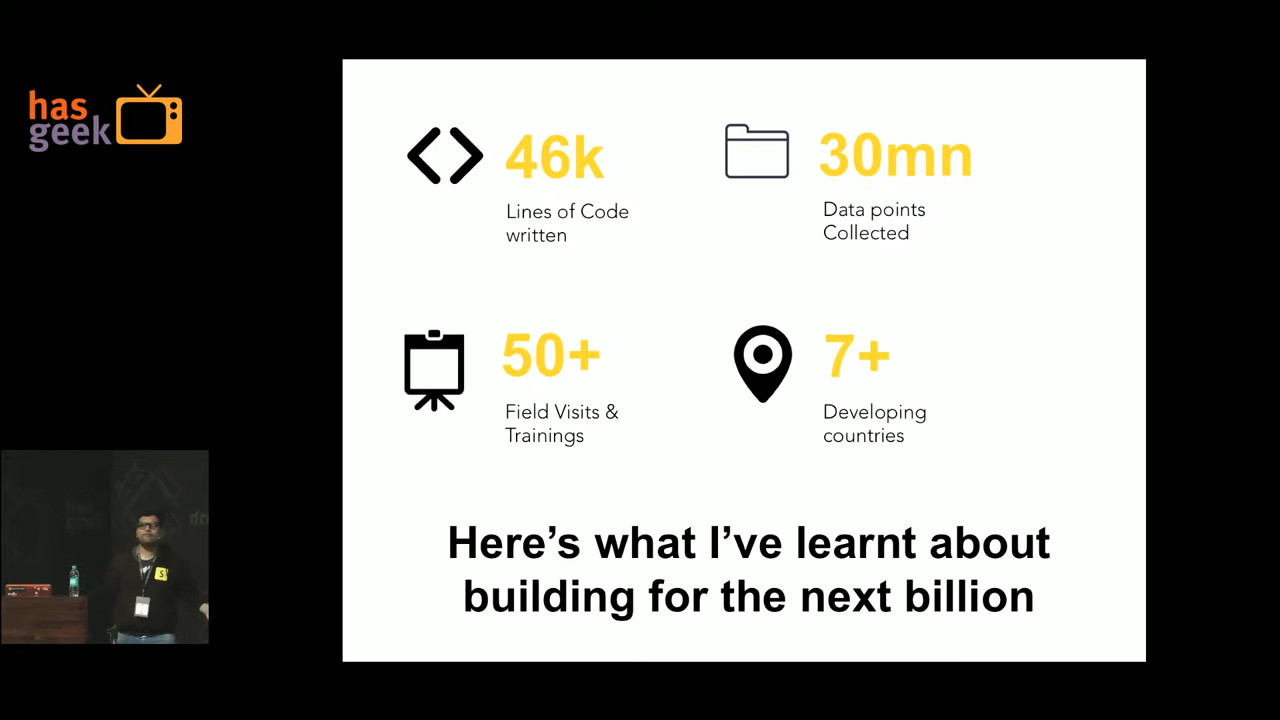 has
geek
46k
Lines of Code
written
30mn
Data points
Collected
50+
Field Visits &
Trainings
7+
Developing
countries
Here's what I've learnt about
building for the next billion